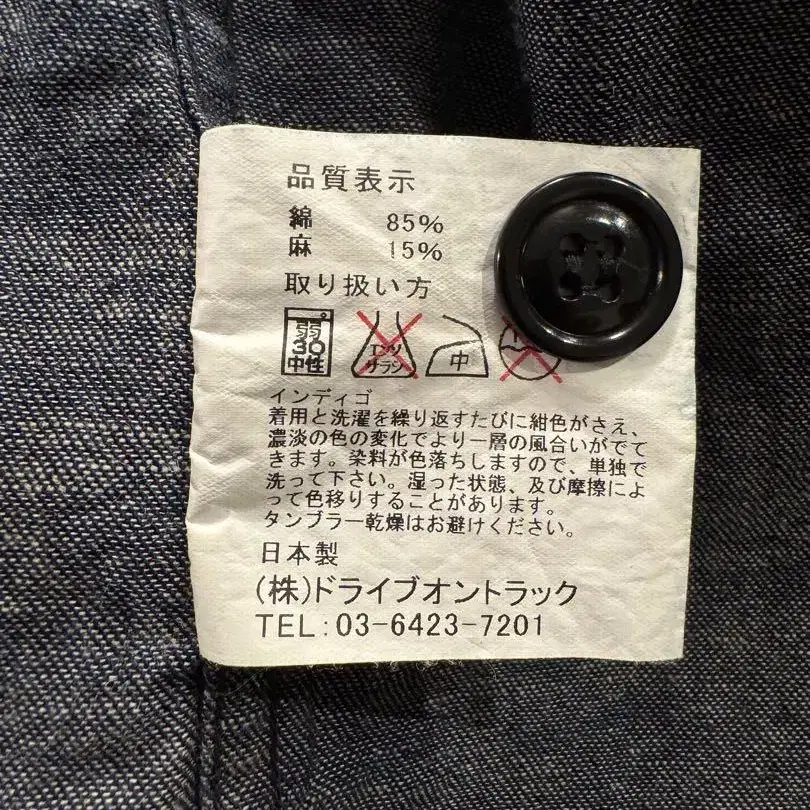 品質表示
綿 85%
麻 15%
取り扱い方
弱
30
中性
エンソ
サラシ
中
インディゴ
着用と洗濯を繰り返すたびに紺色がさえ、
濃淡の色の変化でより一層の風合いがでて
きます。染料が色落ちしますので、単独で
洗って下さい。湿った状態、及び摩擦によ
って色移りすることがあります。
タンブラー乾燥はお避けください。
日本製
(株)ドライブオントラック
TEL:03-6423-7201